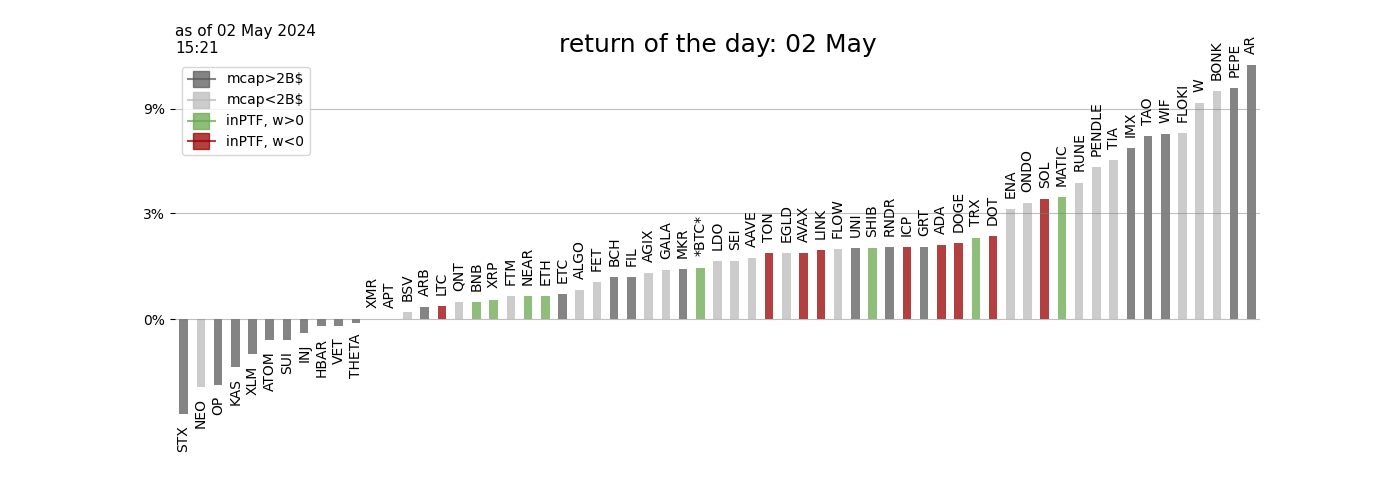 as of 02 May 2024
15:21
return of the day: 02 May
mcap>2B$
mcap<2B$
inPTF, w>0
inPTF, w<0
9%
3%
0%
STX
NEO
OP
KAS
XLM
ATOM
SUI
INJ
HBAR
VET
THETA
XMR
APT
BSV
ARB
LTC
QNT
BNB
XRP
FTM
NEAR
ETH
ETC
ALGO
FET
BCH
FIL
AGIX
GALA
MKR
*BTC*
LDO
SEI
AAVE
TON
EGLD
AVAX
LINK
FLOW
UNI
SHIB
RNDR
ICP
GRT
ADA
DOGE
TRX
DOT
ENA
ONDO
SOL
MATIC
RUNE
PENDLE
TIA
IMX
TAO
WIF
FLOKI
W
BONK
PEPE
AR